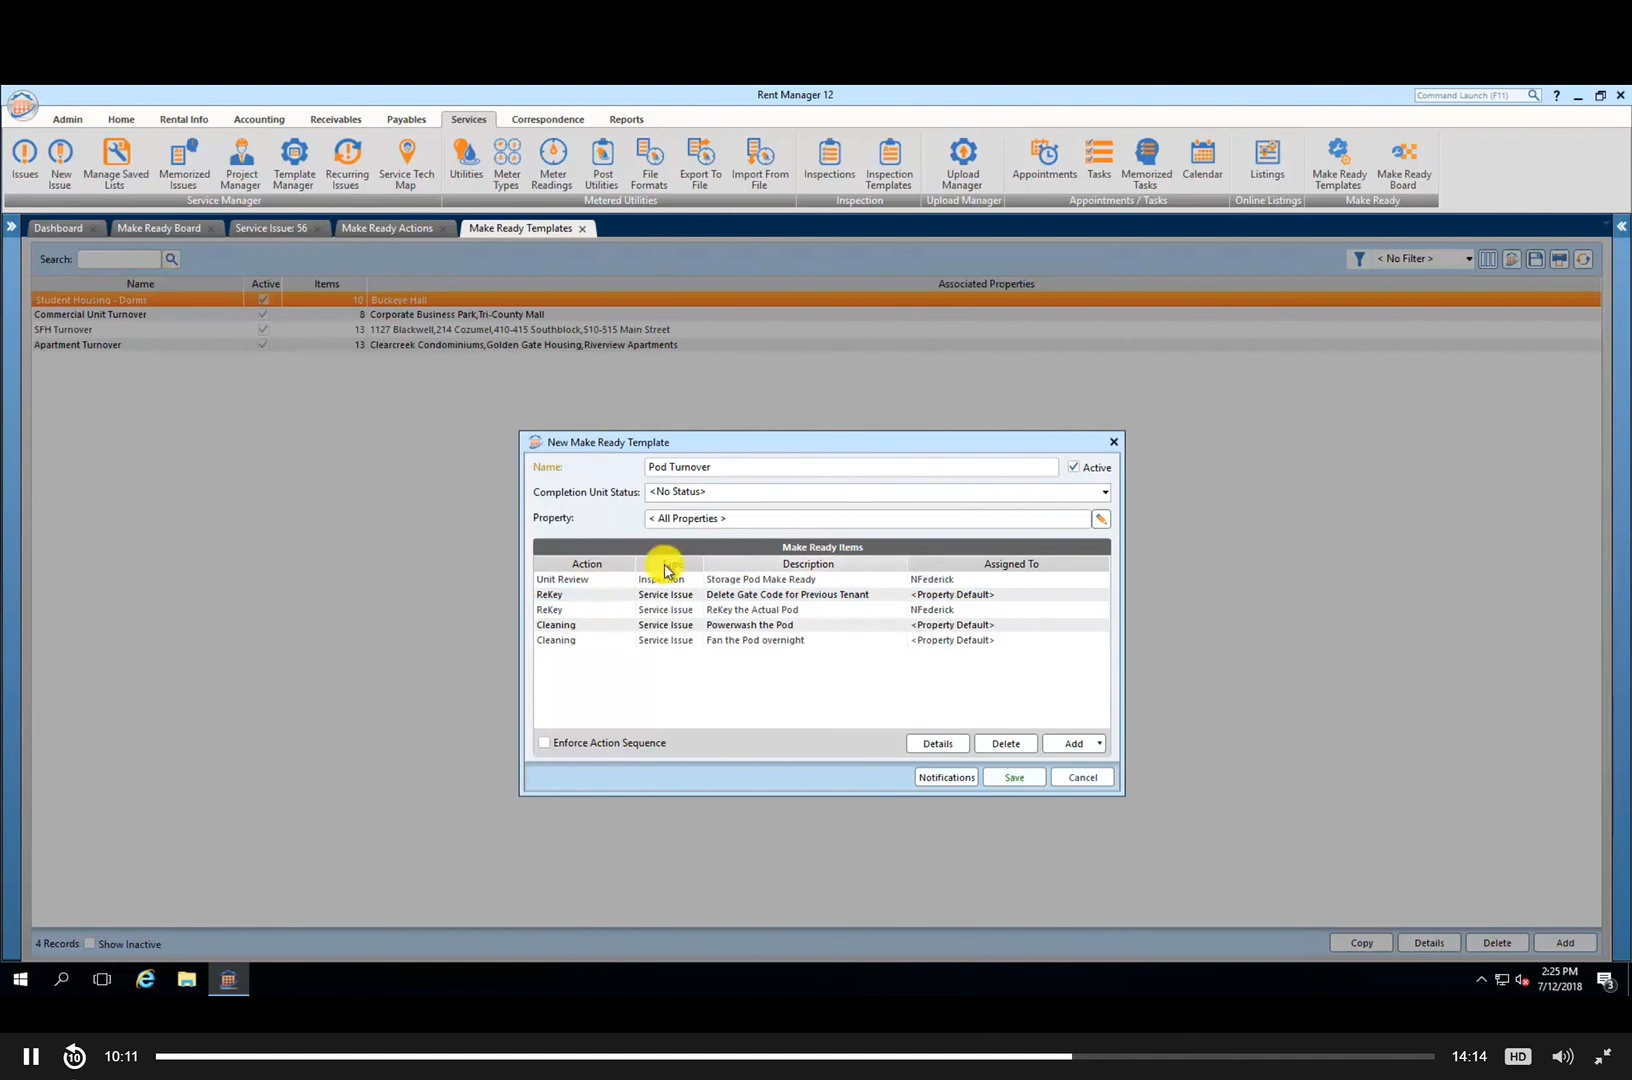 Rent Manager 12
Command Launch (F11)
?
Admin
Home
Rental Info
Accounting
Receivables
Payables
Services
Correspondence
Reports
Issues
New Issue
Manage Saved Lists
Memorized Issues
Project Manager
Template Manager
Recurring Issues
Service Tech Map
Utilities
Meter Types
Meter Readings
Post Utilities
File Formats
Export To File
Import From File
Inspections
Inspection Templates
Upload Manager
Appointments
Tasks
Memorized Tasks
Calendar
Listings
Make Ready Templates
Make Ready Board
Service Manager
Metered Utilities
Inspection
Upload Manager
Appointments / Tasks
Online Listings
Make Ready
Dashboard
Make Ready Board
Service Issue: 56
Make Ready Actions
Make Ready Templates
Search:
< No Filter >
Name Active Items Associated Properties
Student Housing - Dorms 10 Buckeye Hall
Commercial Unit Turnover 8 Corporate Business Park,Tri-County Mall
SFH Turnover 13 1127 Blackwell,214 Cozumel,410-415 Southblock,510-515 Main Street
Apartment Turnover 13 Clearcreek Condominiums,Golden Gate Housing,Riverview Apartments
New Make Ready Template
Name: Pod Turnover Active
Completion Unit Status: <No Status>
Property: < All Properties >
Make Ready Items
Action Description Assigned To
Unit Review Inspection Storage Pod Make Ready NFederick
ReKey Service Issue Delete Gate Code for Previous Tenant <Property Default>
ReKey Service Issue ReKey the Actual Pod NFederick
Cleaning Service Issue Powerwash the Pod <Property Default>
Cleaning Service Issue Fan the Pod overnight <Property Default>
Enforce Action Sequence Details Delete Add
Notifications Save Cancel
4 Records Show Inactive Copy Details Delete Add
2:25 PM
7/12/2018
3
10 10:11 14:14 HD